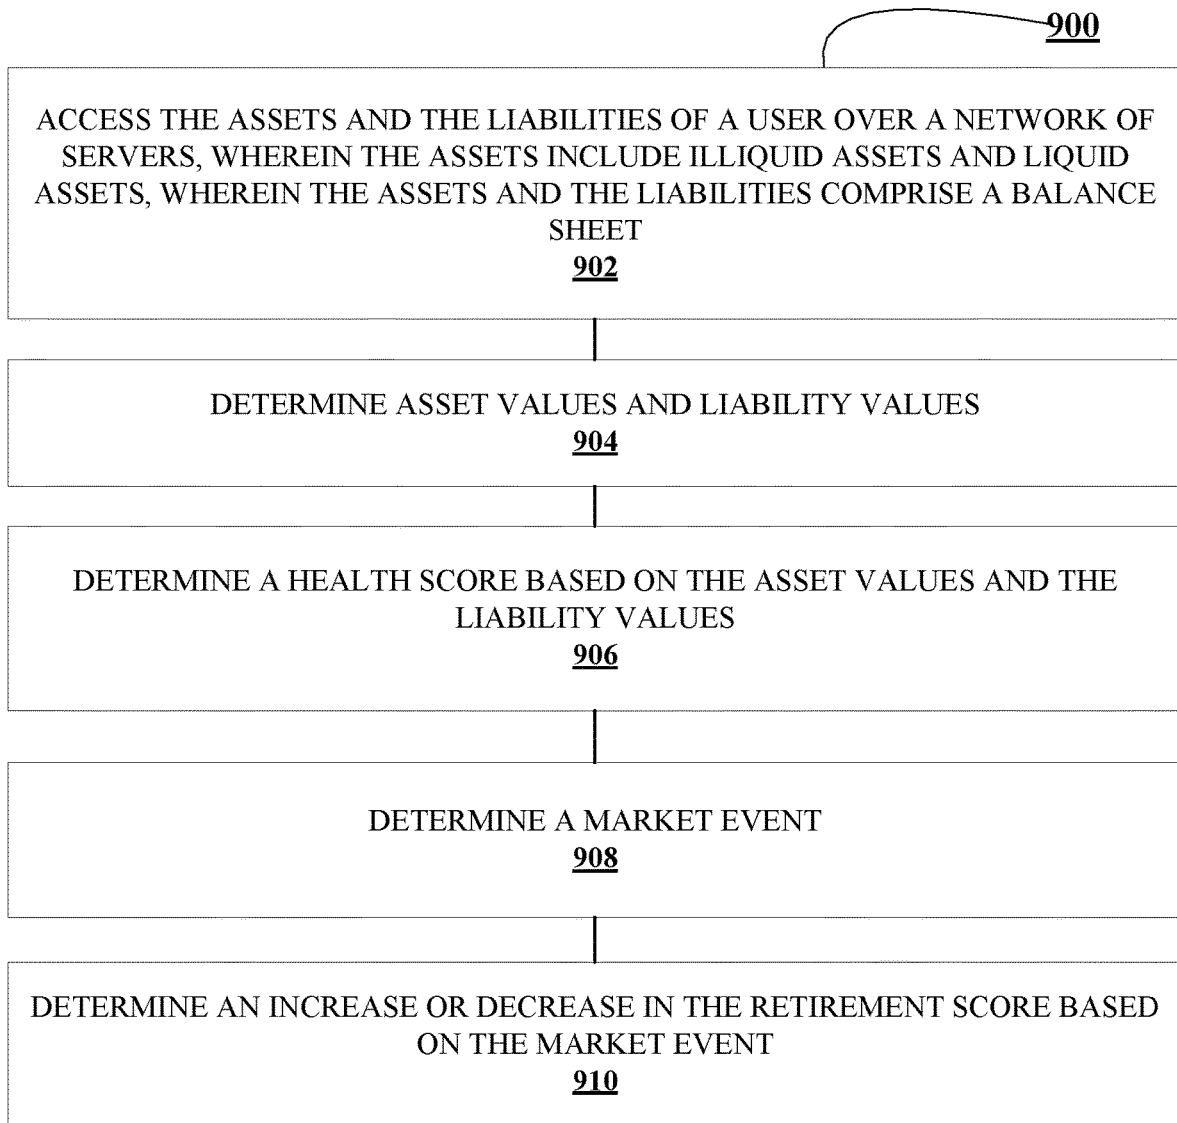 900
ACCESS THE ASSETS AND THE LIABILITIES OF A USER OVER A NETWORK OF
SERVERS, WHEREIN THE ASSETS INCLUDE ILLIQUID ASSETS AND LIQUID
ASSETS, WHEREIN THE ASSETS AND THE LIABILITIES COMPRISE A BALANCE
SHEET
902
DETERMINE ASSET VALUES AND LIABILITY VALUES
904
DETERMINE A HEALTH SCORE BASED ON THE ASSET VALUES AND THE
LIABILITY VALUES
906
DETERMINE A MARKET EVENT
908
DETERMINE AN INCREASE OR DECREASE IN THE RETIREMENT SCORE BASED
ON THE MARKET EVENT
910